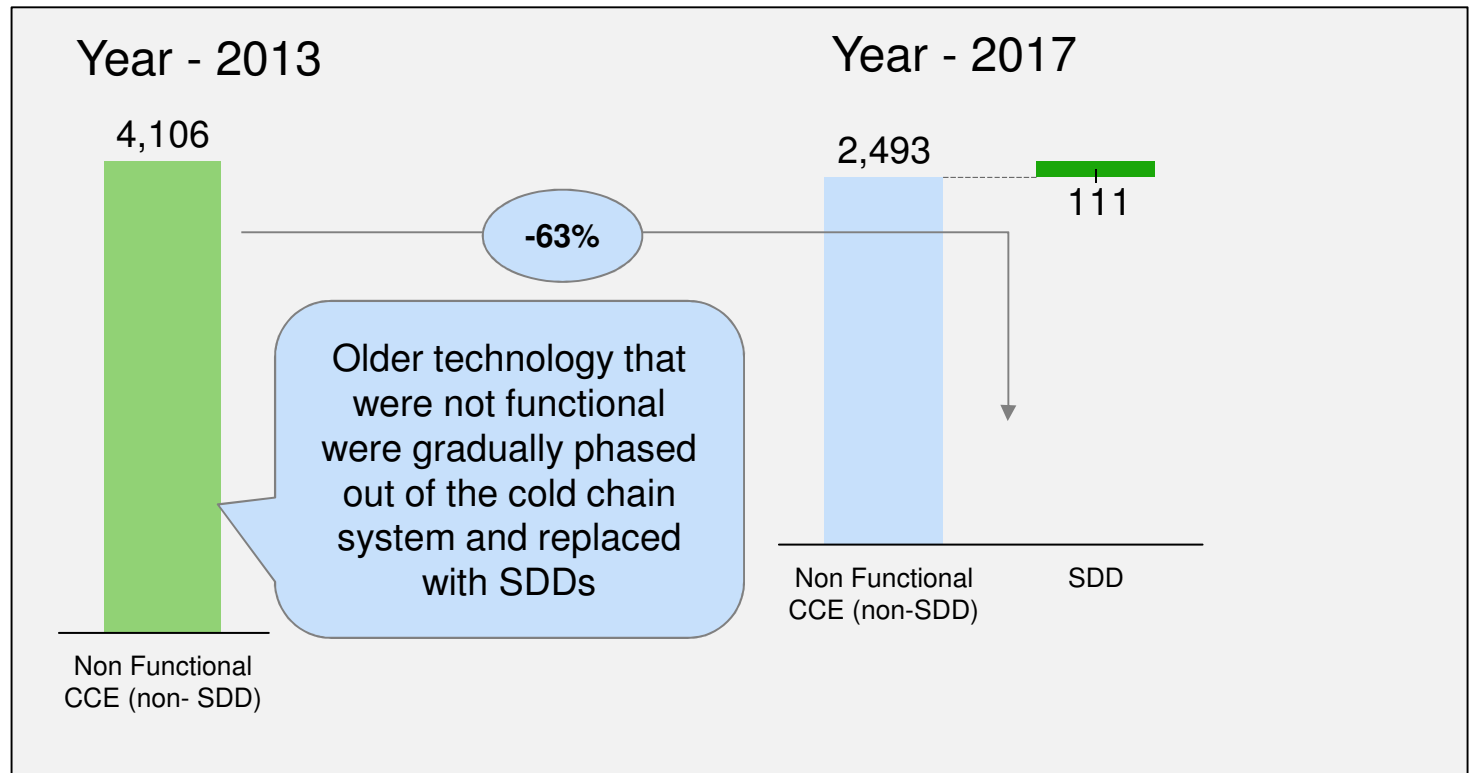 Year - 2013
4,106
Non Functional
CCE (non- SDD)
-63%
Older technology that
were not functional
were gradually phased
out of the cold chain
system and replaced
with SDDs
Year - 2017
2,493
111
Non Functional
CCE (non-SDD)
SDD